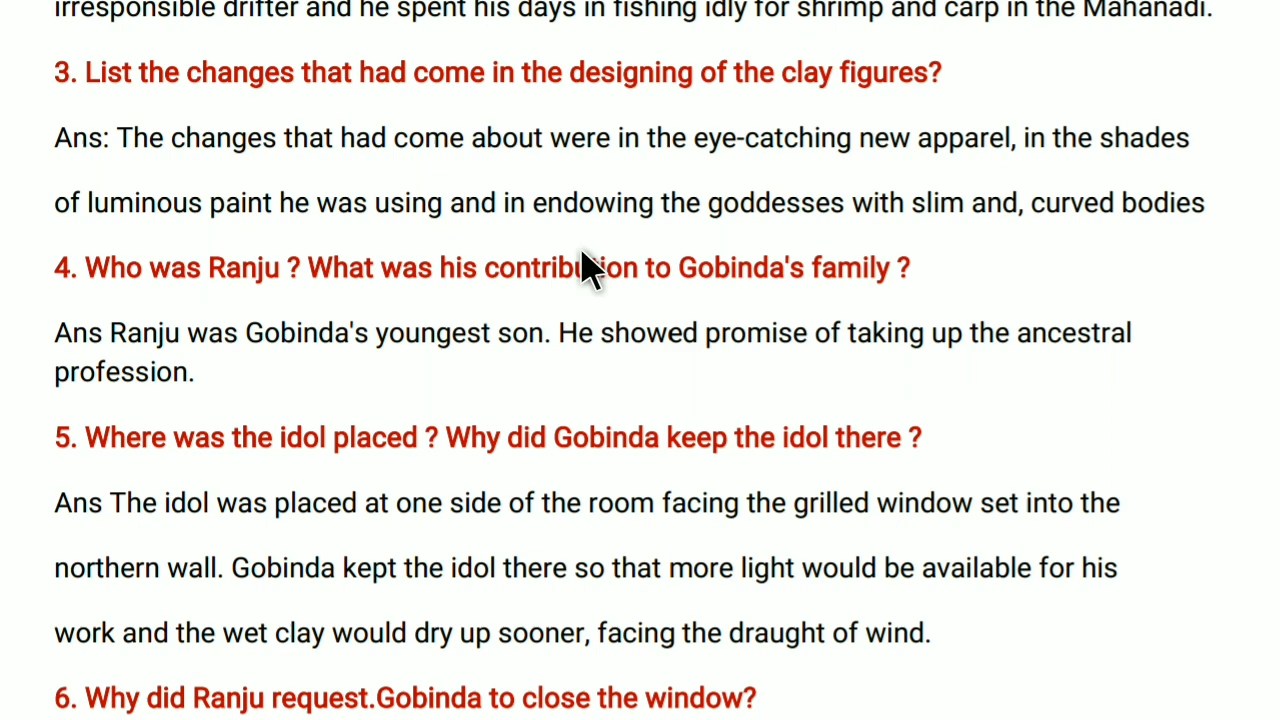 irresponsible drifter and he spent his days in fishing idly for shrimp and carp in the Mahanadi.
3. List the changes that had come in the designing of the clay figures?
Ans: The changes that had come about were in the eye-catching new apparel, in the shades
of luminous paint he was using and in endowing the goddesses with slim and, curved bodies
4. Who was Ranju ? What was his contribution to Gobinda's family ?
Ans Ranju was Gobinda's youngest son. He showed promise of taking up the ancestral
profession.
5. Where was the idol placed ? Why did Gobinda keep the idol there ?
Ans The idol was placed at one side of the room facing the grilled window set into the
northern wall. Gobinda kept the idol there so that more light would be available for his
work and the wet clay would dry up sooner, facing the draught of wind.
6. Why did Ranju request.Gobinda to close the window?